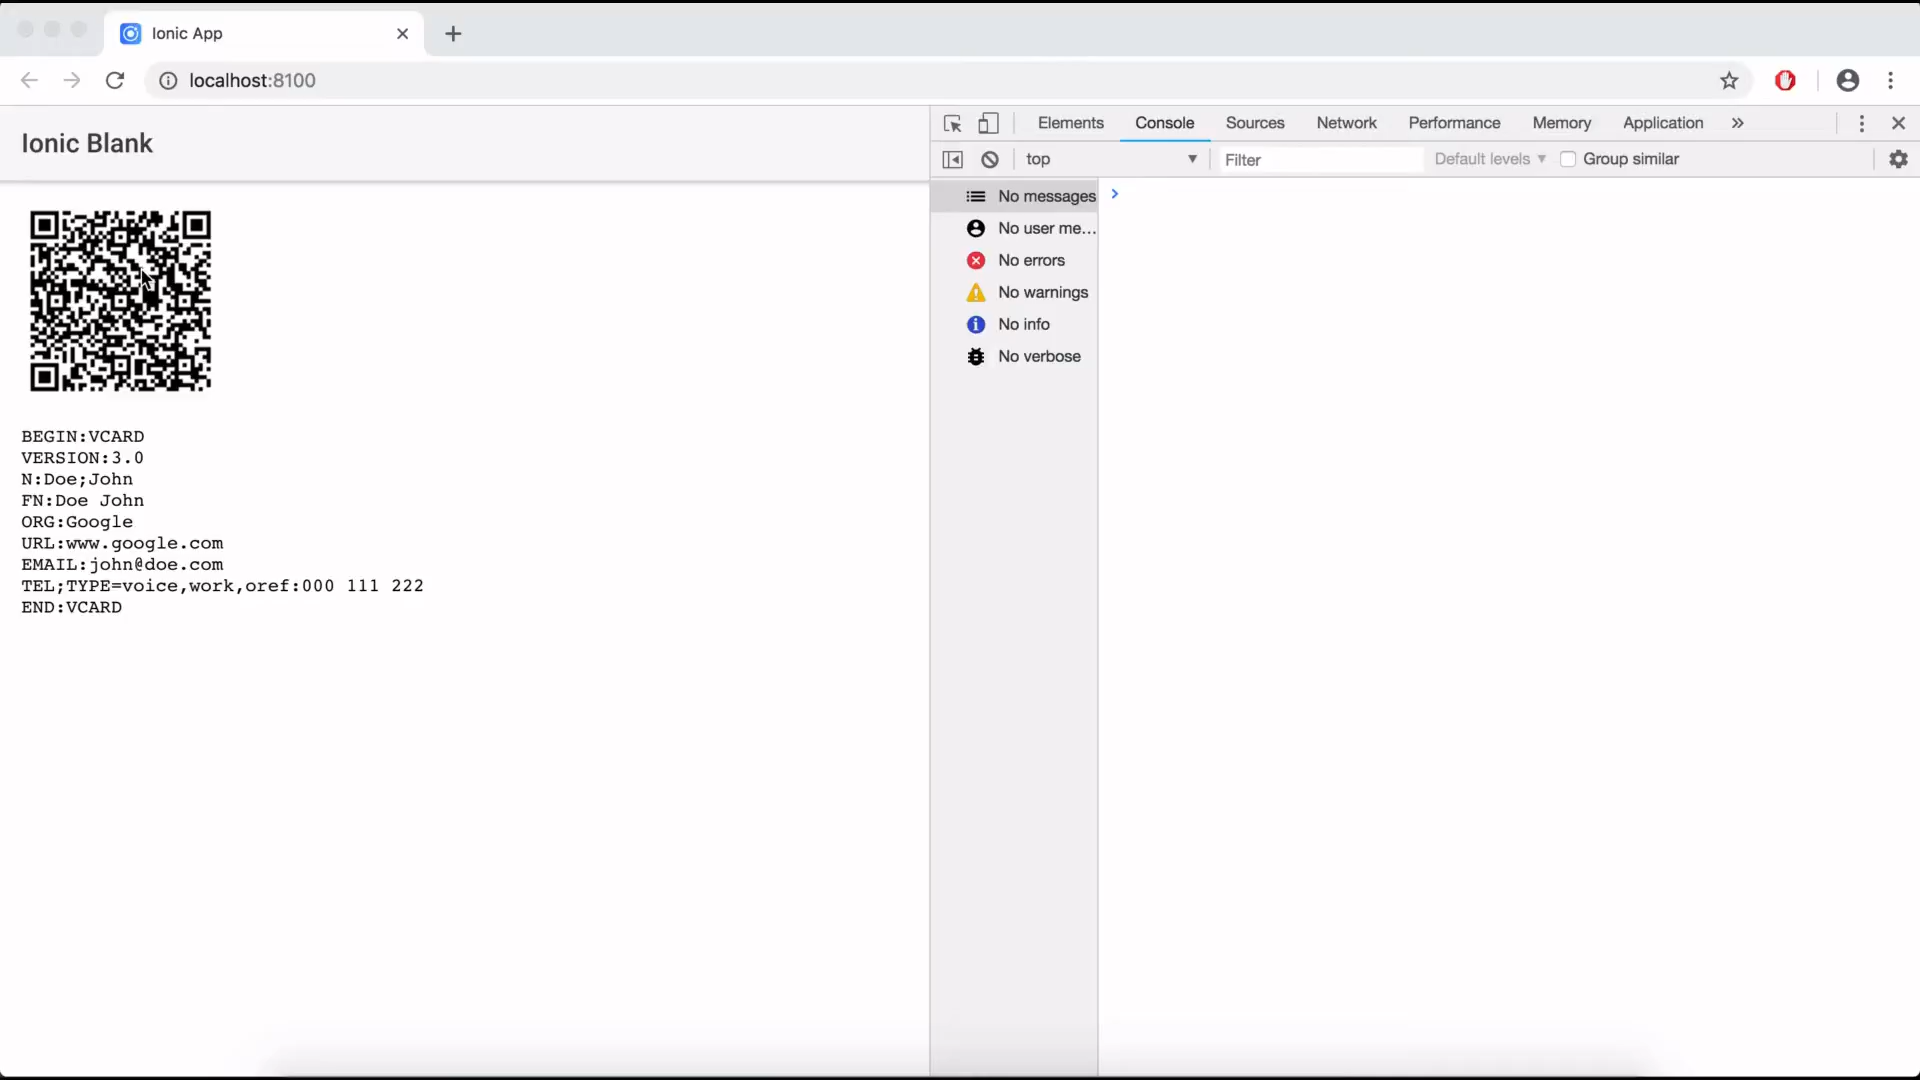 Ionic App
localhost:8100
Ionic Blank
BEGIN:VCARD
VERSION:3.0
N:Doe;John
FN:Doe John
ORG:Google
URL:www.google.com
EMAIL:john@doe.com
TEL;TYPE=voice,work,oref:000 111 222
END:VCARD
Elements Console Sources Network Performance Memory Application
top Filter Default levels Group similar
No messages
No user me…
No errors
No warnings
No info
No verbose